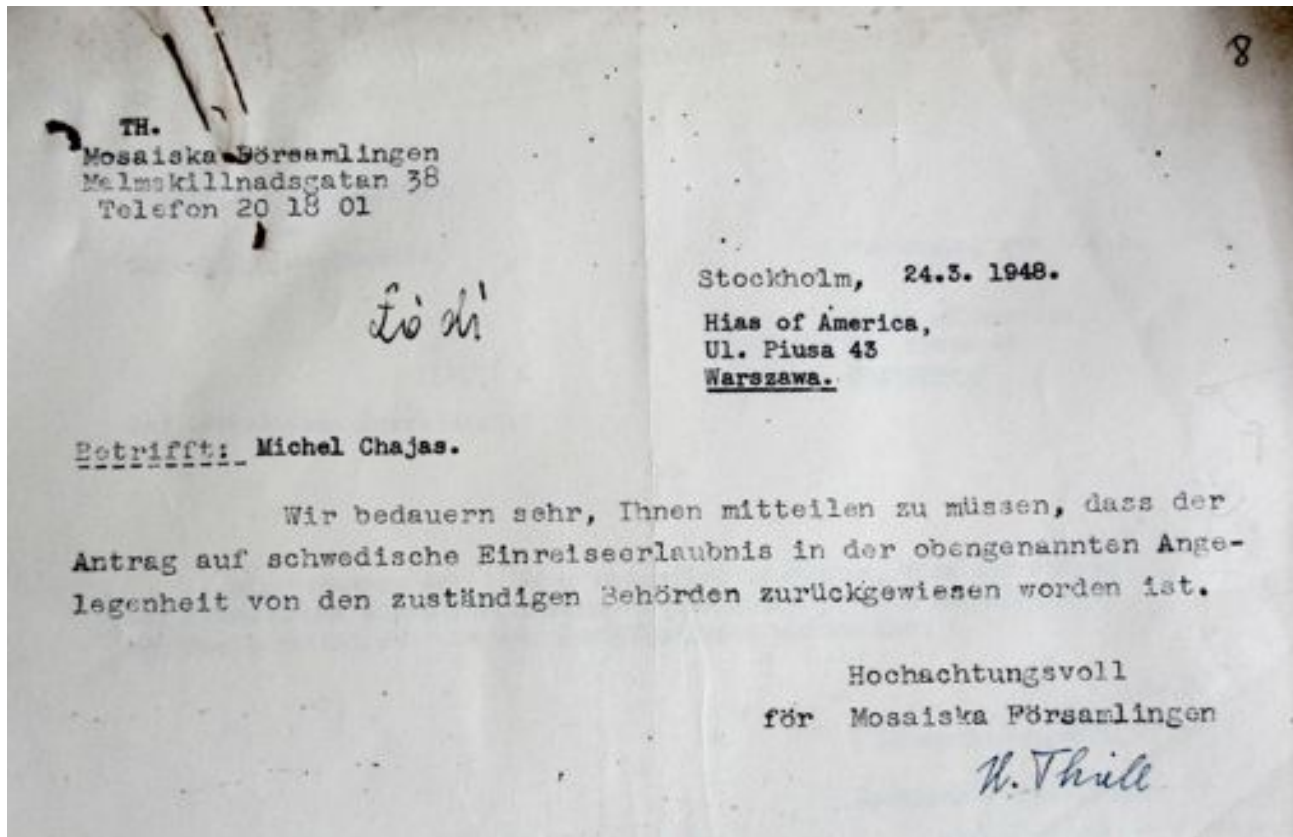 8
TH.
Mosaiska Församlingen
Malmskillnadsgatan 38
Telefon 20 18 01
Stockholm, 24.3. 1948.
Łódź
Hias of America,
Ul. Piusa 43
Warszawa.
Betrifft: Michel Chajas.
Wir bedauern sehr, Ihnen mitteilen zu müssen, dass der
Antrag auf schwedische Einreiseerlaubnis in der obengenannten Ange-
legenheit von den zuständigen Behörden zurückgewiesen worden ist.
Hochachtungsvoll
för Mosaiska Församlingen